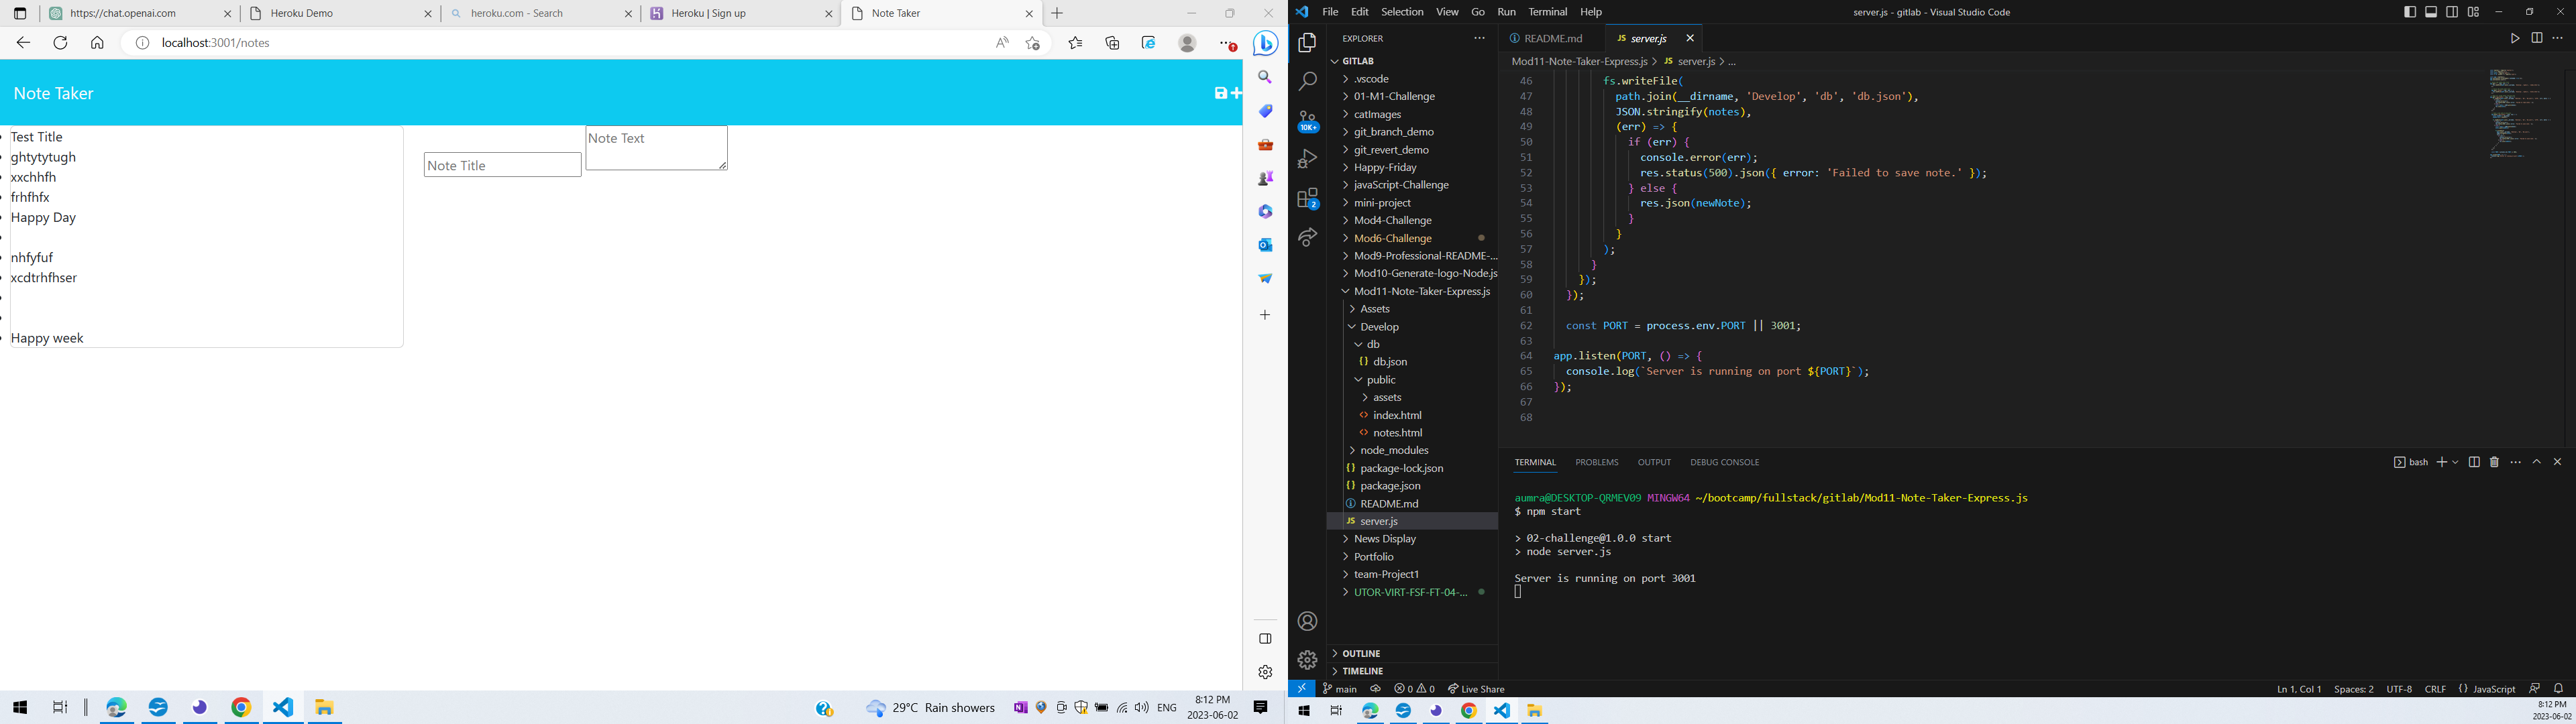 https://chat.openai.com
Heroku Demo
heroku.com - Search
Heroku | Sign up
Note Taker
localhost:3001/notes
Note Taker
Test Title
ghtytytugh
xxchhfh
frhfhfx
Happy Day
nhfyfuf
xcdtrhfhser
Happy week
Note Title
Note Text
29°C Rain showers
ENG
8:12 PM
2023-06-02
File Edit Selection View Go Run Terminal Help
server.js - gitlab - Visual Studio Code
10K+
2
EXPLORER
GITLAB
.vscode
01-M1-Challenge
catImages
git_branch_demo
git_revert_demo
Happy-Friday
javaScript-Challenge
mini-project
Mod4-Challenge
Mod6-Challenge
Mod9-Professional-README-...
Mod10-Generate-logo-Node.js
Mod11-Note-Taker-Express.js
Assets
Develop
db
{} db.json
public
assets
<> index.html
<> notes.html
node_modules
{} package-lock.json
{} package.json
README.md
JS server.js
News Display
Portfolio
team-Project1
UTOR-VIRT-FSF-FT-04-...
OUTLINE
TIMELINE
README.md
JS server.js
Mod11-Note-Taker-Express.js > JS server.js > ...
46 fs.writeFile(
47 path.join(__dirname, 'Develop', 'db', 'db.json'),
48 JSON.stringify(notes),
49 (err) => {
50 if (err) {
51 console.error(err);
52 res.status(500).json({ error: 'Failed to save note.' });
53 } else {
54 res.json(newNote);
55 }
56 }
57 );
58 }
59 });
60 });
61
62 const PORT = process.env.PORT || 3001;
63
64 app.listen(PORT, () => {
65 console.log(`Server is running on port ${PORT}`);
66 });
67
68
TERMINAL PROBLEMS OUTPUT DEBUG CONSOLE
bash
aumra@DESKTOP-QRMEV09 MINGW64 ~/bootcamp/fullstack/gitlab/Mod11-Note-Taker-Express.js
$ npm start
> 02-challenge@1.0.0 start
> node server.js
Server is running on port 3001
main
0 0
Live Share
Ln 1, Col 1 Spaces: 2 UTF-8 CRLF {} JavaScript
8:12 PM
2023-06-02